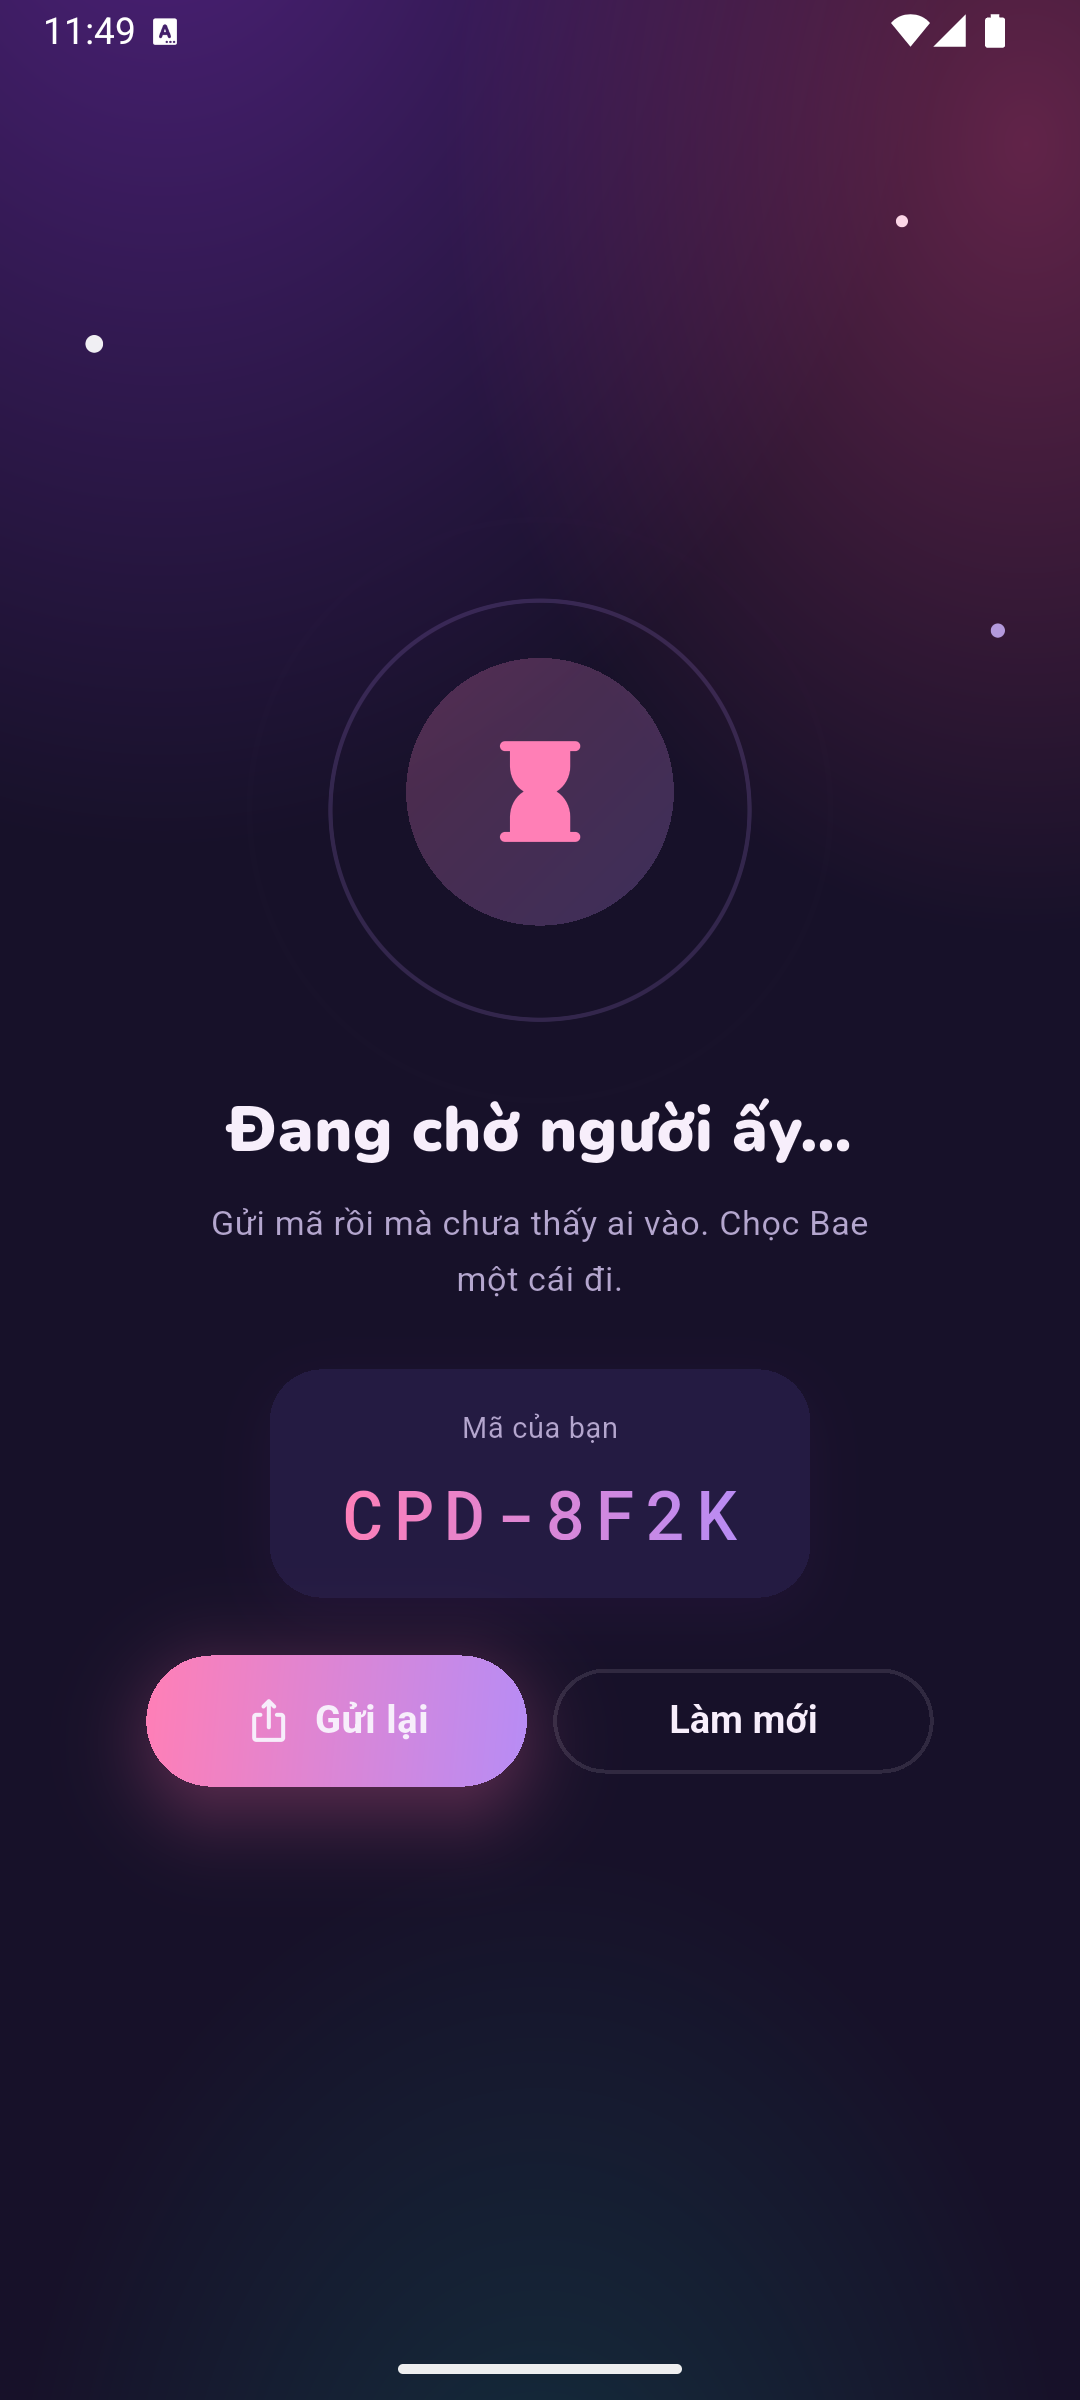 11:49
Đang chờ người ấy...
Gửi mã rồi mà chưa thấy ai vào. Chọc Bae
một cái đi.
Mã của bạn
CPD-8F2K
Gửi lại
Làm mới